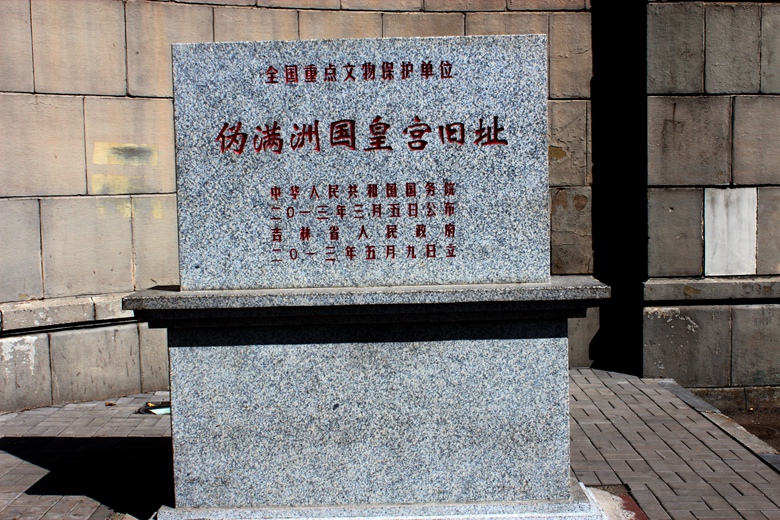 全国重点文物保护单位
伪满洲国皇宫旧址
中华人民共和国国务院
二〇一三年三月五日公布
吉林省人民政府
二〇一三年五月九日立